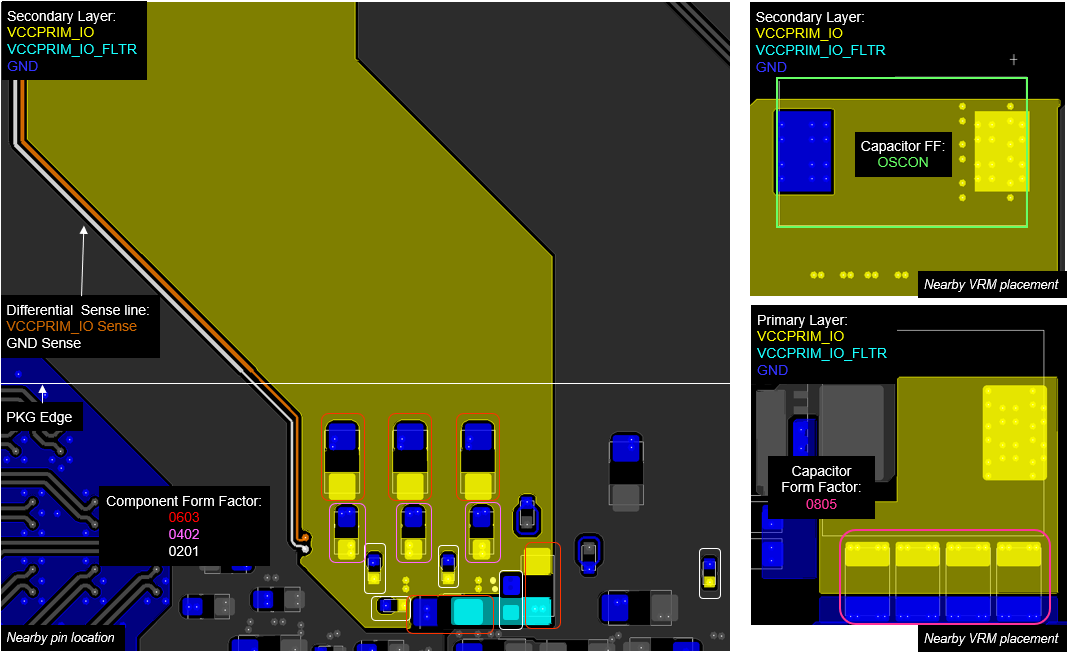 Secondary Layer:
VCCPRIM_IO
VCCPRIM_IO_FLTR
GND
Differential  Sense line:
VCCPRIM_IO Sense
GND Sense
PKG Edge
Component Form Factor:
0603
0402
0201
Nearby pin location
Secondary Layer:
VCCPRIM_IO
VCCPRIM_IO_FLTR
GND
Capacitor FF:
OSCON
Nearby VRM placement
Primary Layer:
VCCPRIM_IO
VCCPRIM_IO_FLTR
GND
Capacitor
Form Factor:
0805
Nearby VRM placement